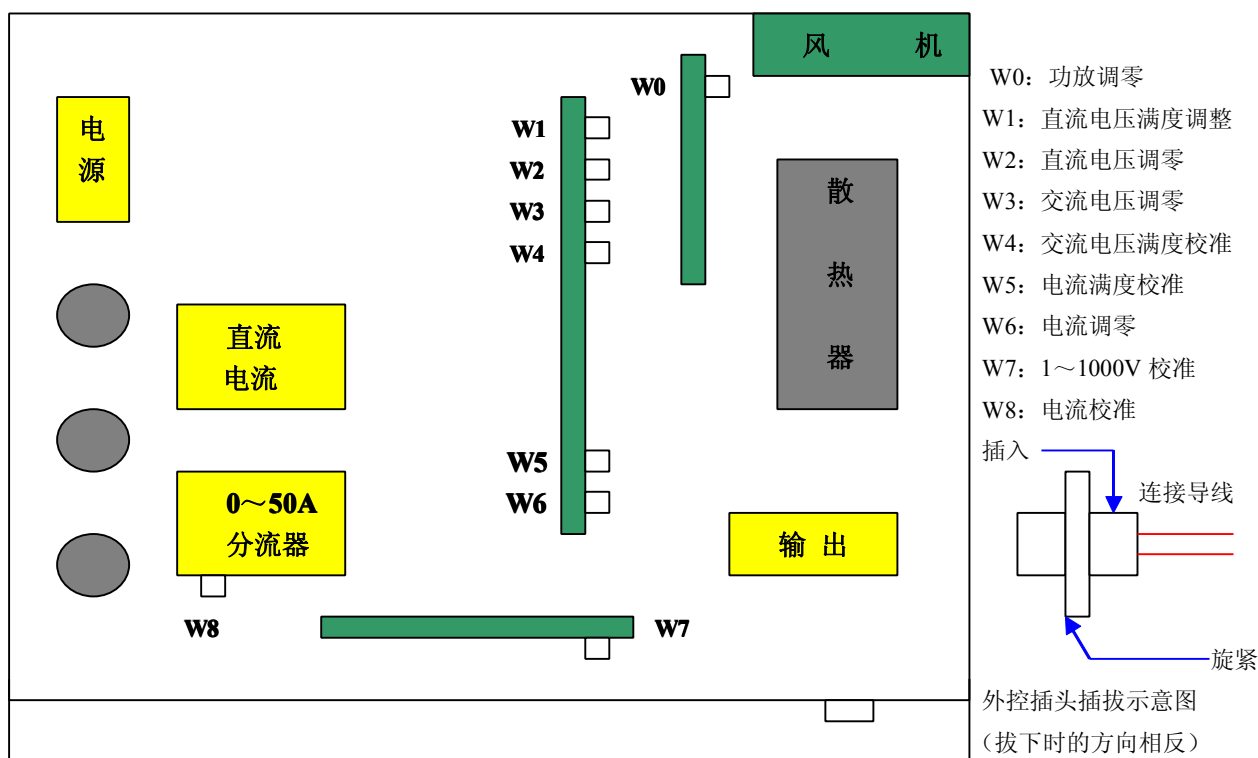 风 机
W0
W1
W2
W3
W4
电
源
散
热
器
直流
电流
W5
W6
0～50A
分流器
输 出
W8
W7
W0：功放调零
W1：直流电压满度调整
W2：直流电压调零
W3：交流电压调零
W4：交流电压满度校准
W5：电流满度校准
W6：电流调零
W7：1～1000V 校准
W8：电流校准
插入
连接导线
旋紧
外控插头插拔示意图
（拔下时的方向相反）